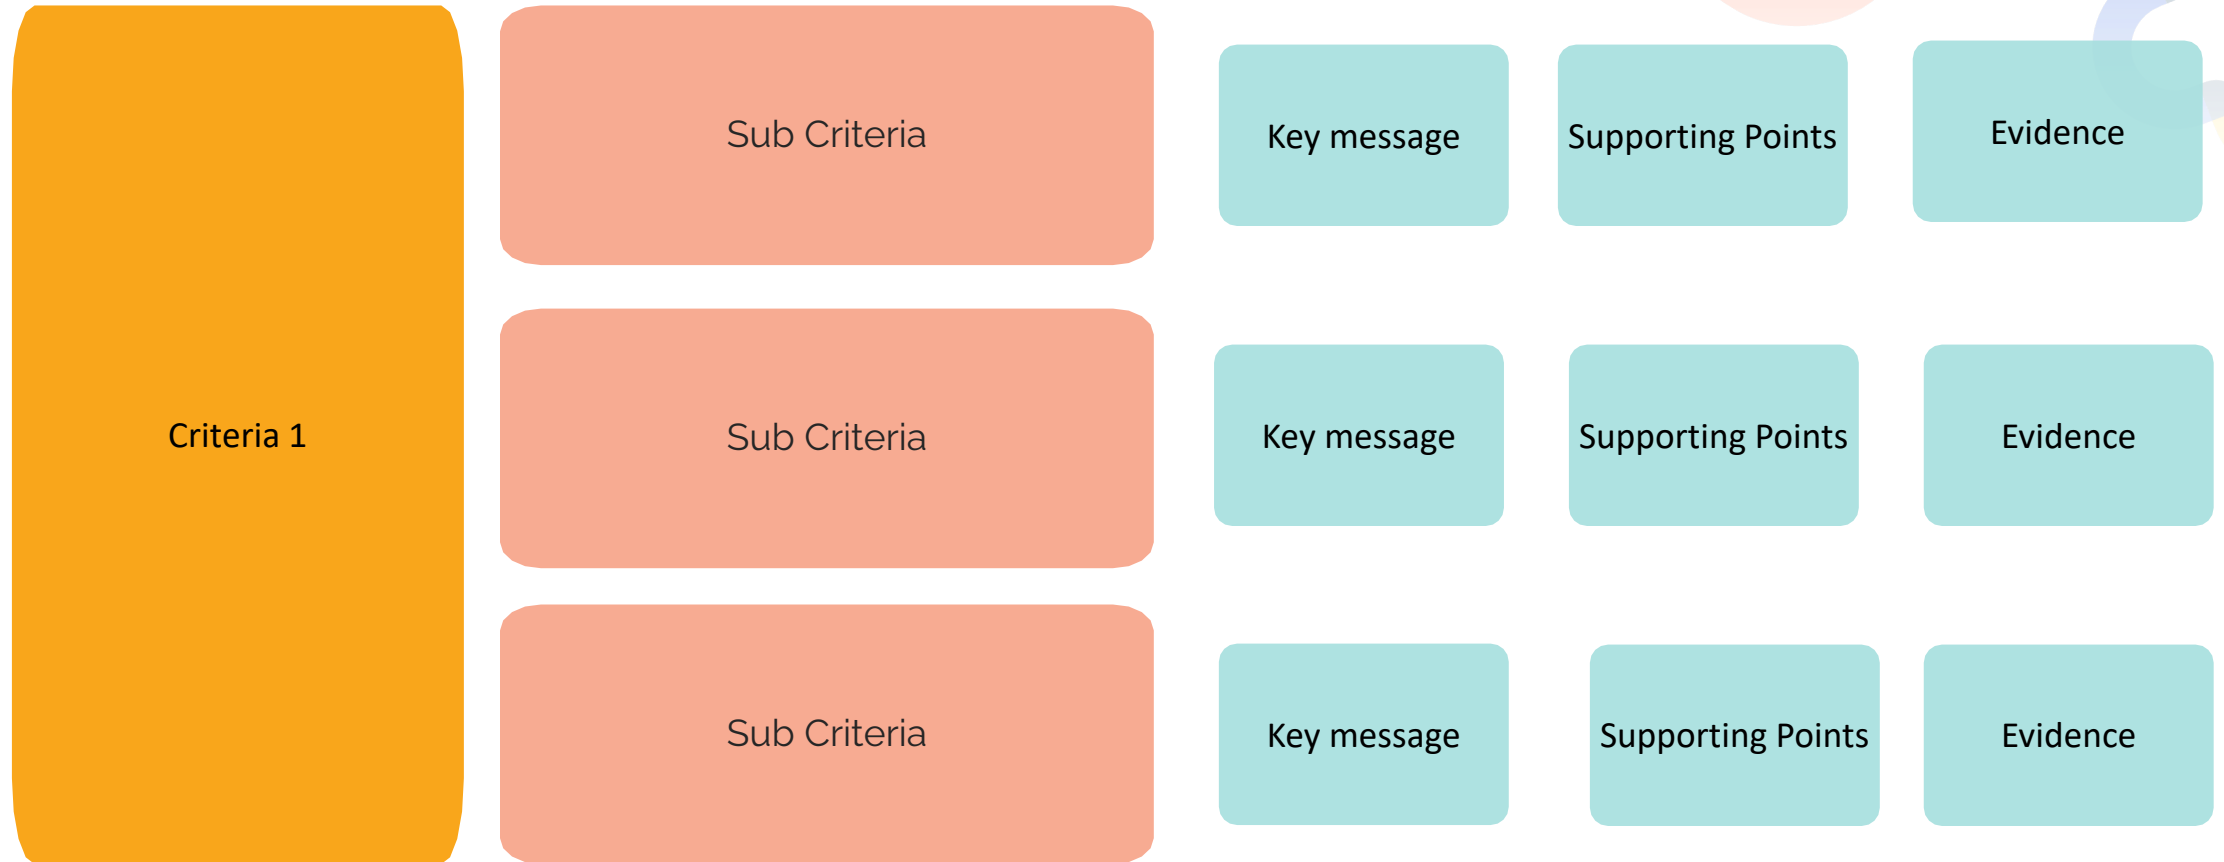 Criteria 1
Sub Criteria
Key message
Supporting Points
Evidence
Sub Criteria
Key message
Supporting Points
Evidence
Sub Criteria
Key message
Supporting Points
Evidence